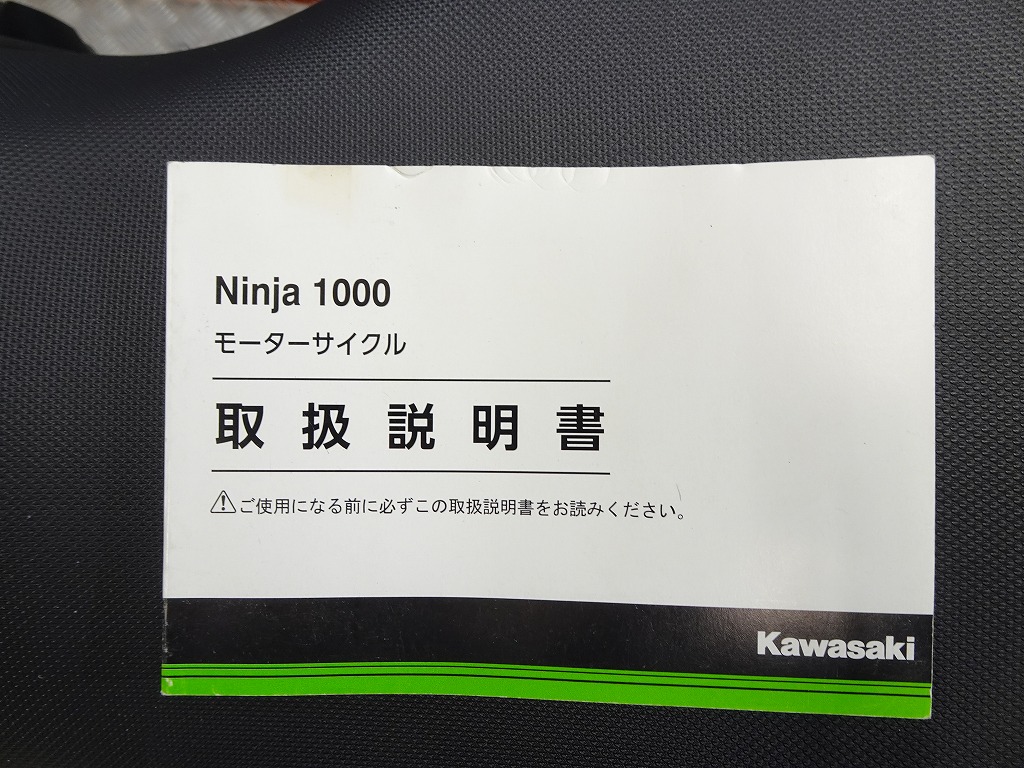 Ninja 1000
モーターサイクル
取扱説明書
⚠ご使用になる前に必ずこの取扱説明書をお読みください。
Kawasaki